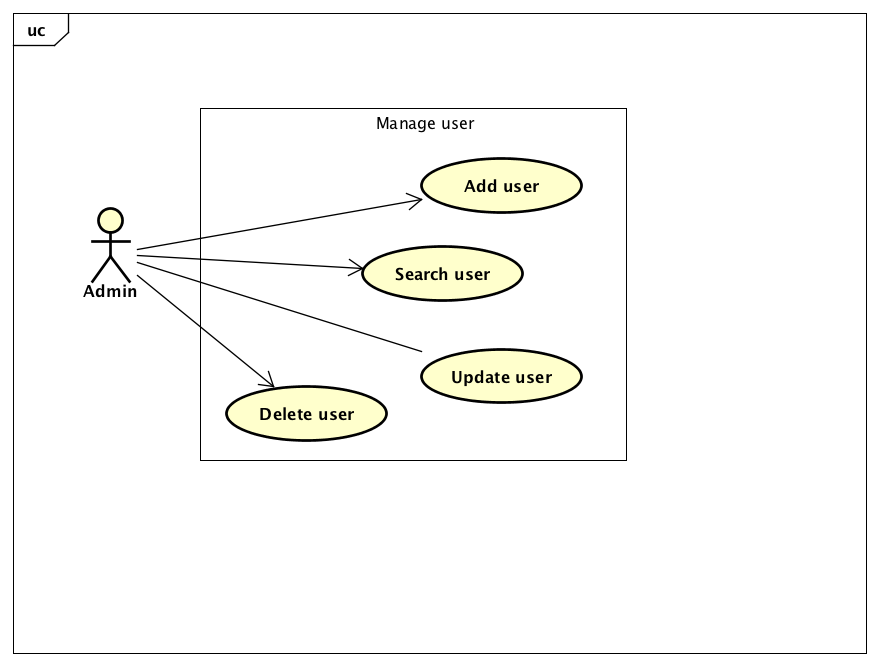 uc
Manage user
Add user
Search user
Admin
Update user
Delete user